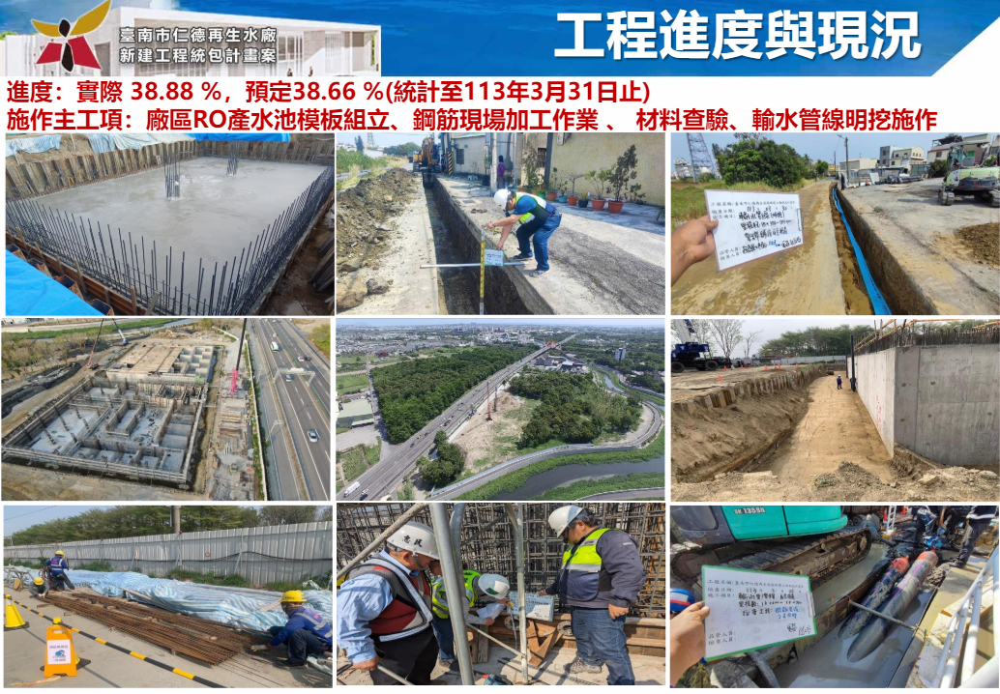 臺南市仁德再生水廠
新建工程統包計畫案
工程進度與現況
進度：實際 38.88 %，預定38.66 %(統計至113年3月31日止)
施作主工項：廠區RO產水池模板組立、鋼筋現場加工作業 、 材料查驗、輸水管線明挖施作